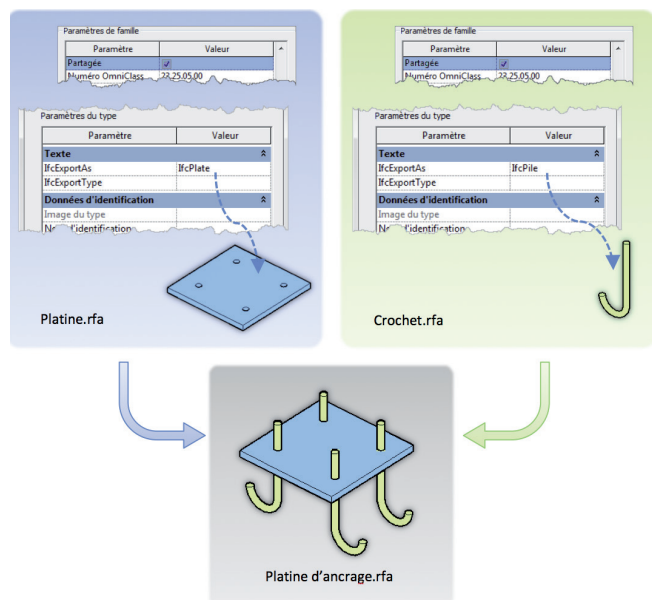 Paramètres de famille
Paramètre Valeur
Partagée
Numéro OmniClass 23.25.05.00
Paramètres du type
Paramètre Valeur
Texte
IfcExportAs IfcPlate
IfcExportType
Données d'identification
Image du type
d'identification
Platine.rfa
Paramètres de famille
Paramètre Valeur
Partagée
Numéro OmniClass 23.25.05.00
Paramètres du type
Paramètre Valeur
Texte
IfcExportAs IfcPile
IfcExportType
Données d'identification
Image du type
d'identification
Crochet.rfa
Platine d’ancrage.rfa